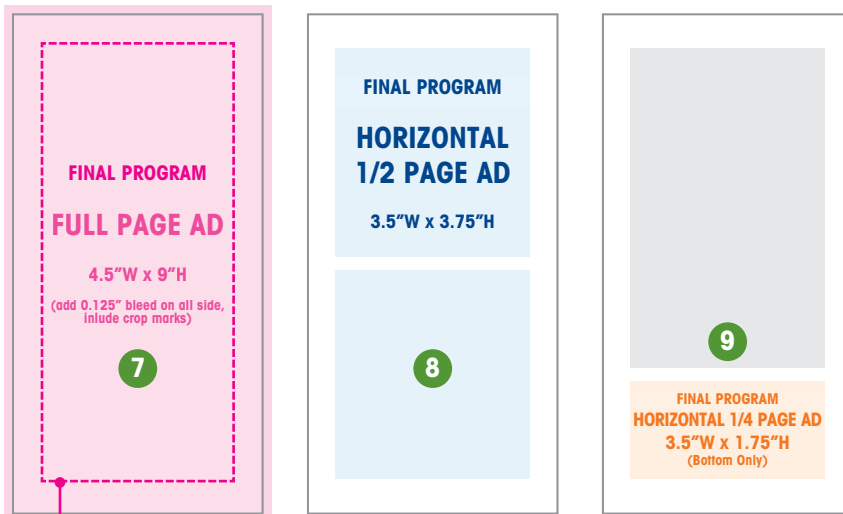 FINAL PROGRAM
FULL PAGE AD
4.5"W x 9"H
(add 0.125" bleed on all side,
inlude crop marks)
7
FINAL PROGRAM
HORIZONTAL
1/2 PAGE AD
3.5"W x 3.75"H
8
9
FINAL PROGRAM
HORIZONTAL 1/4 PAGE AD
3.5"W x 1.75"H
(Bottom Only)